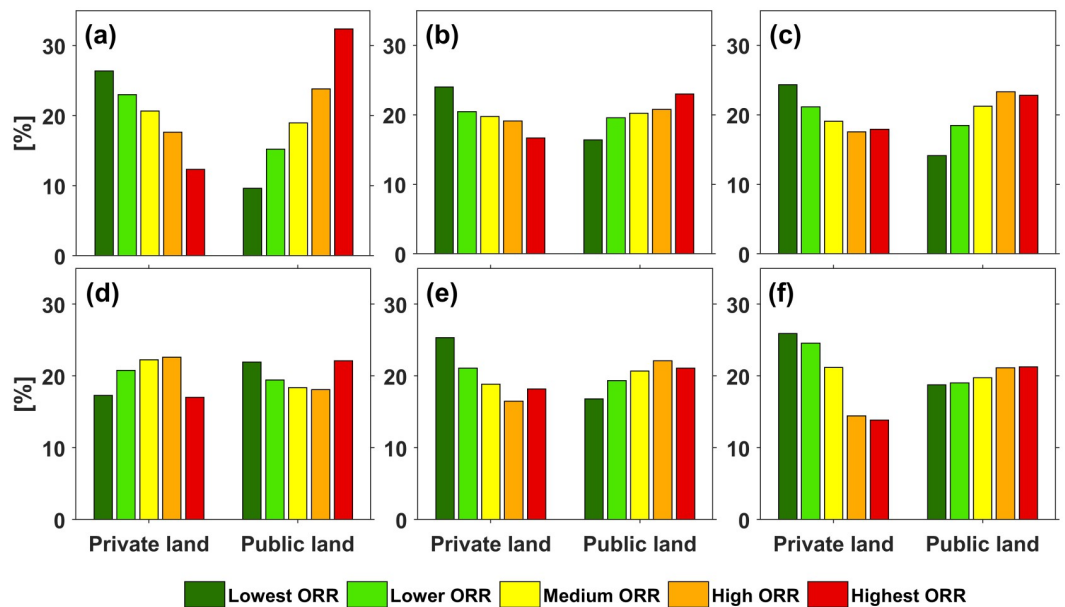 (a) (b) (c)
30 30 30
20 20 20
[%]
10 10 10
0 0 0
(d) (e) (f)
30 30 30
20 20 20
[%]
10 10 10
0 0 0
Private land Public land Private land Public land Private land Public land
Lowest ORR Lower ORR Medium ORR High ORR Highest ORR